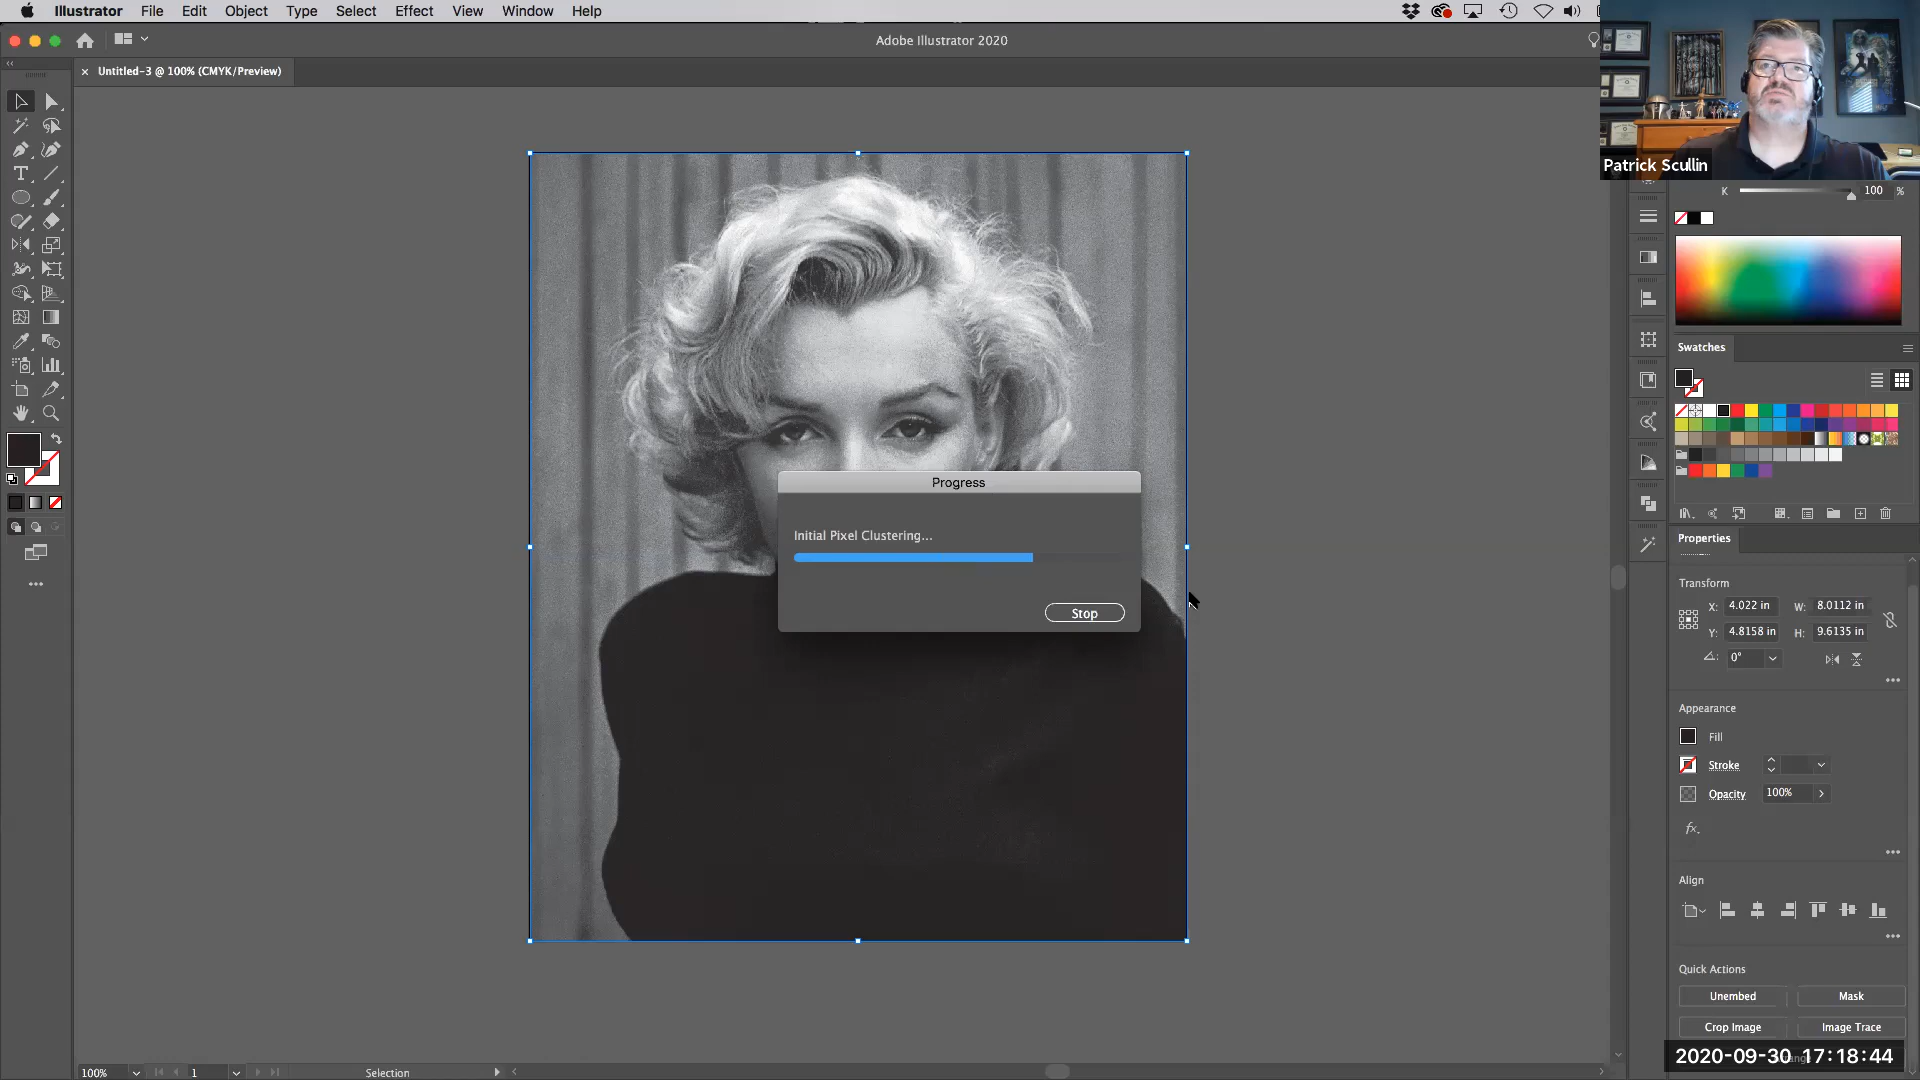 Illustrator File Edit Object Type Select Effect View Window Help
Adobe Illustrator 2020
Untitled-3 @ 100% (CMYK/Preview)
Patrick Scullin
K 100 %
Swatches
Progress
Initial Pixel Clustering...
Stop
Properties
Transform
X: 4.022 in W: 8.0112 in
Y: 4.8158 in H: 9.6135 in
0°
Appearance
Fill
Stroke
Opacity 100%
fx.
Align
Quick Actions
Unembed Mask
Crop Image Image Trace
2020-09-30 17:18:44
100% 1 Selection